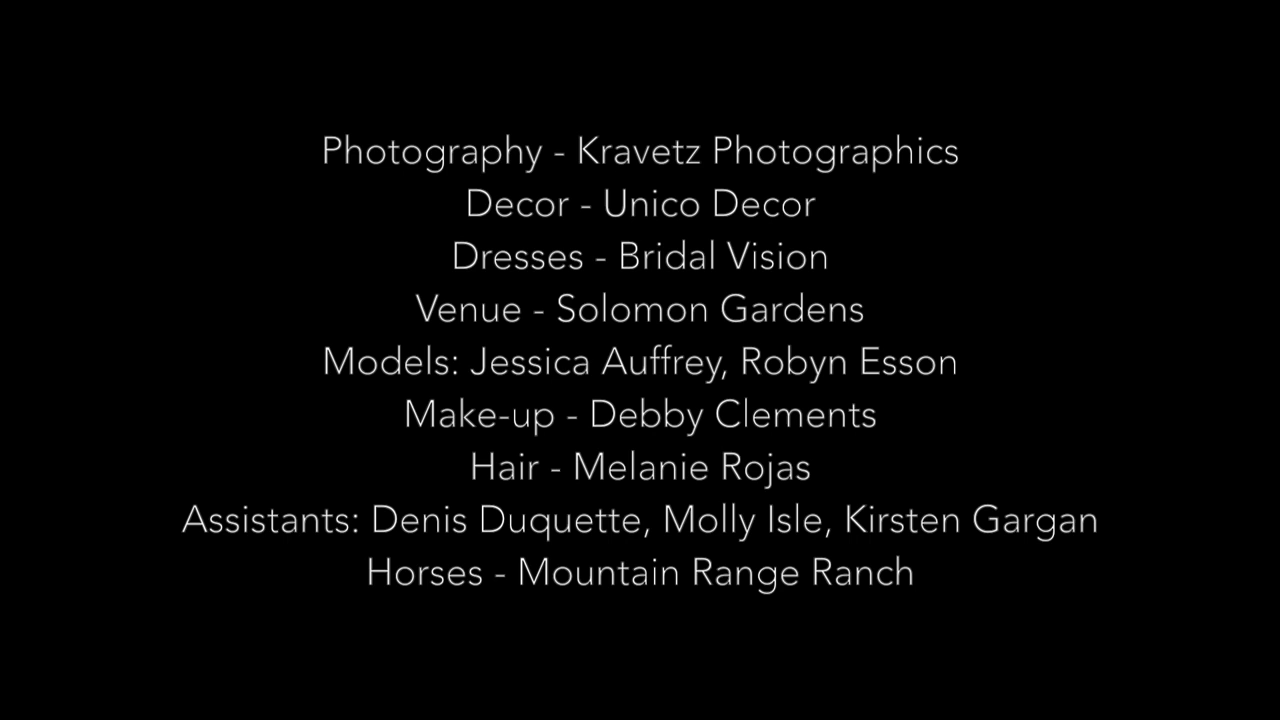 Photography - Kravetz Photographics
Decor - Unico Decor
Dresses - Bridal Vision
Venue - Solomon Gardens
Models: Jessica Auffrey, Robyn Esson
Make-up - Debby Clements
Hair - Melanie Rojas
Assistants: Denis Duquette, Molly Isle, Kirsten Gargan
Horses - Mountain Range Ranch